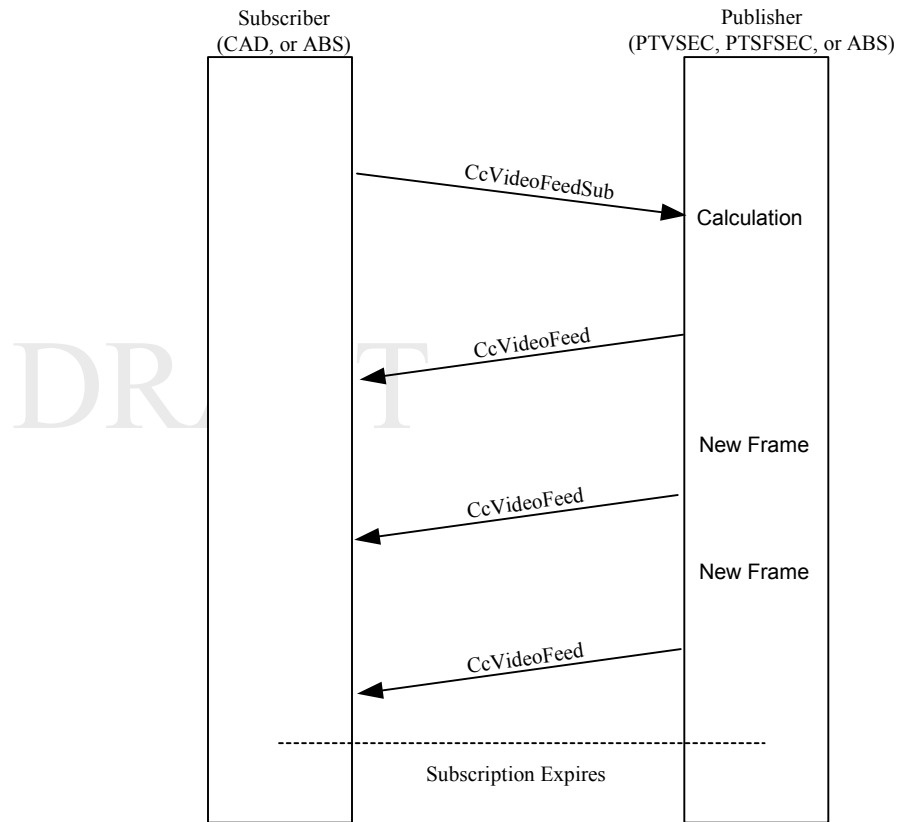 Subscriber
(CAD, or ABS)
Publisher
(PTVSEC, PTSFSEC, or ABS)
CcVideoFeedSub
Calculation
CcVideoFeed
DRAFT
New Frame
CcVideoFeed
New Frame
CcVideoFeed
Subscription Expires